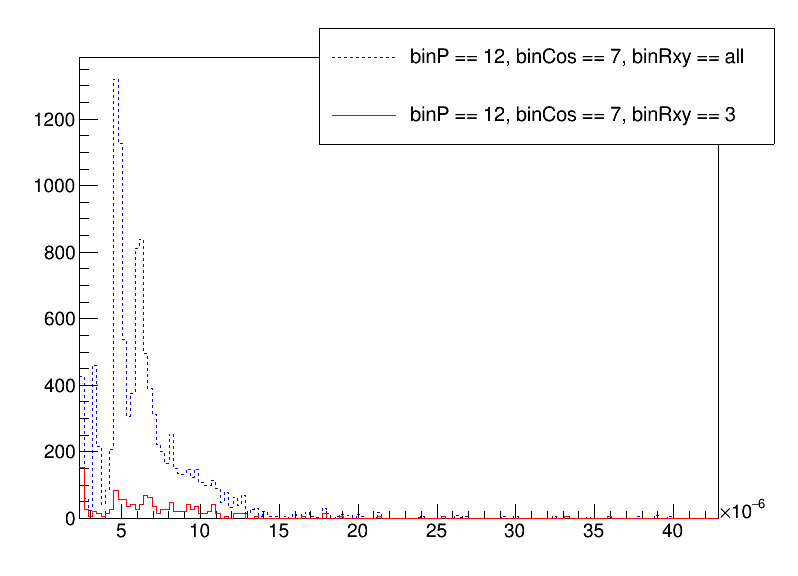 binP == 12, binCos == 7, binRxy == all
binP == 12, binCos == 7, binRxy == 3
1200
1000
800
600
400
200
0
5 10 15 20 25 30 35 40
×10⁻⁶